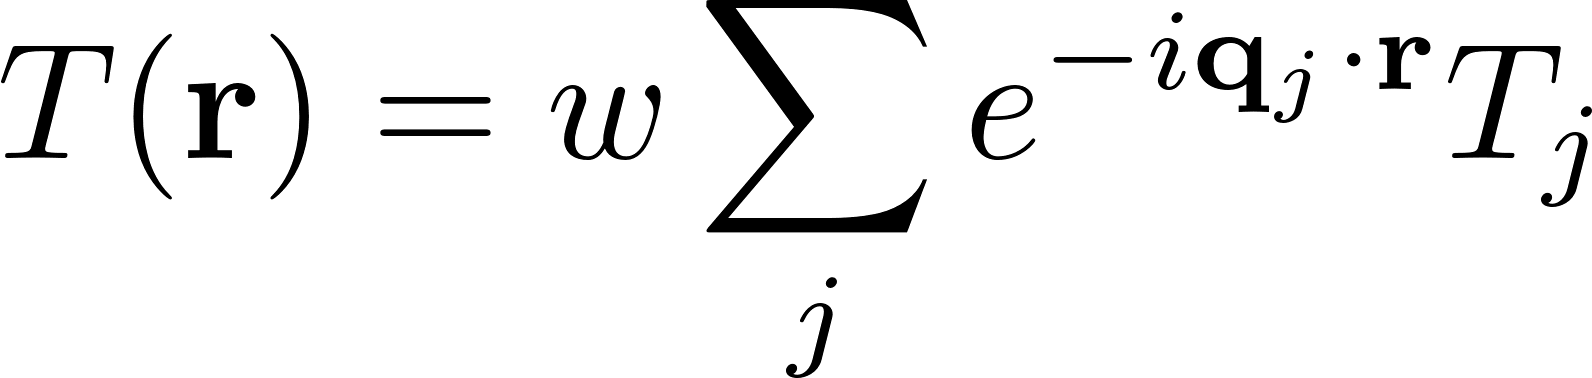 T(𝐫) = w ∑_j e^{-i𝐪_j · 𝐫} T_j